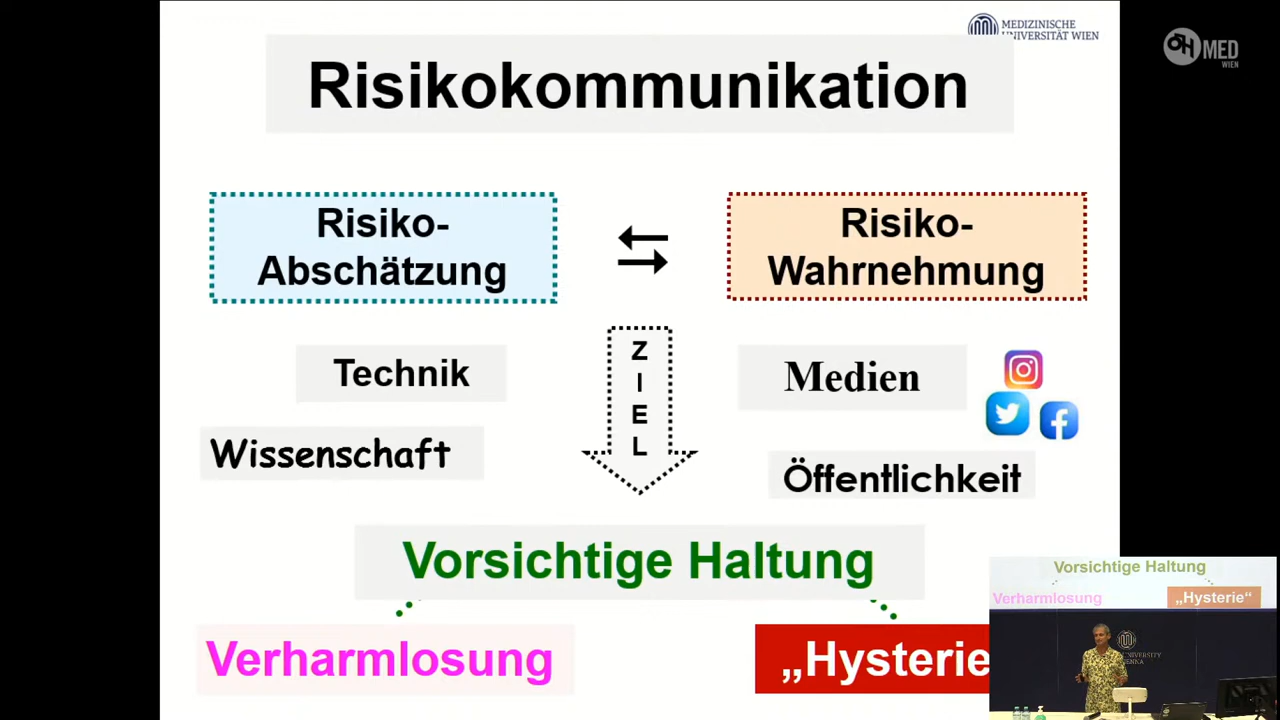 MEDIZINISCHE
UNIVERSITÄT WIEN
ÖH MED
WIEN
Risikokommunikation
Risiko-
Abschätzung
Risiko-
Wahrnehmung
Z
I
E
L
Technik
Medien
Wissenschaft
Öffentlichkeit
Vorsichtige Haltung
Verharmlosung
„Hysterie
Vorsichtige Haltung
Verharmlosung
„Hysterie“